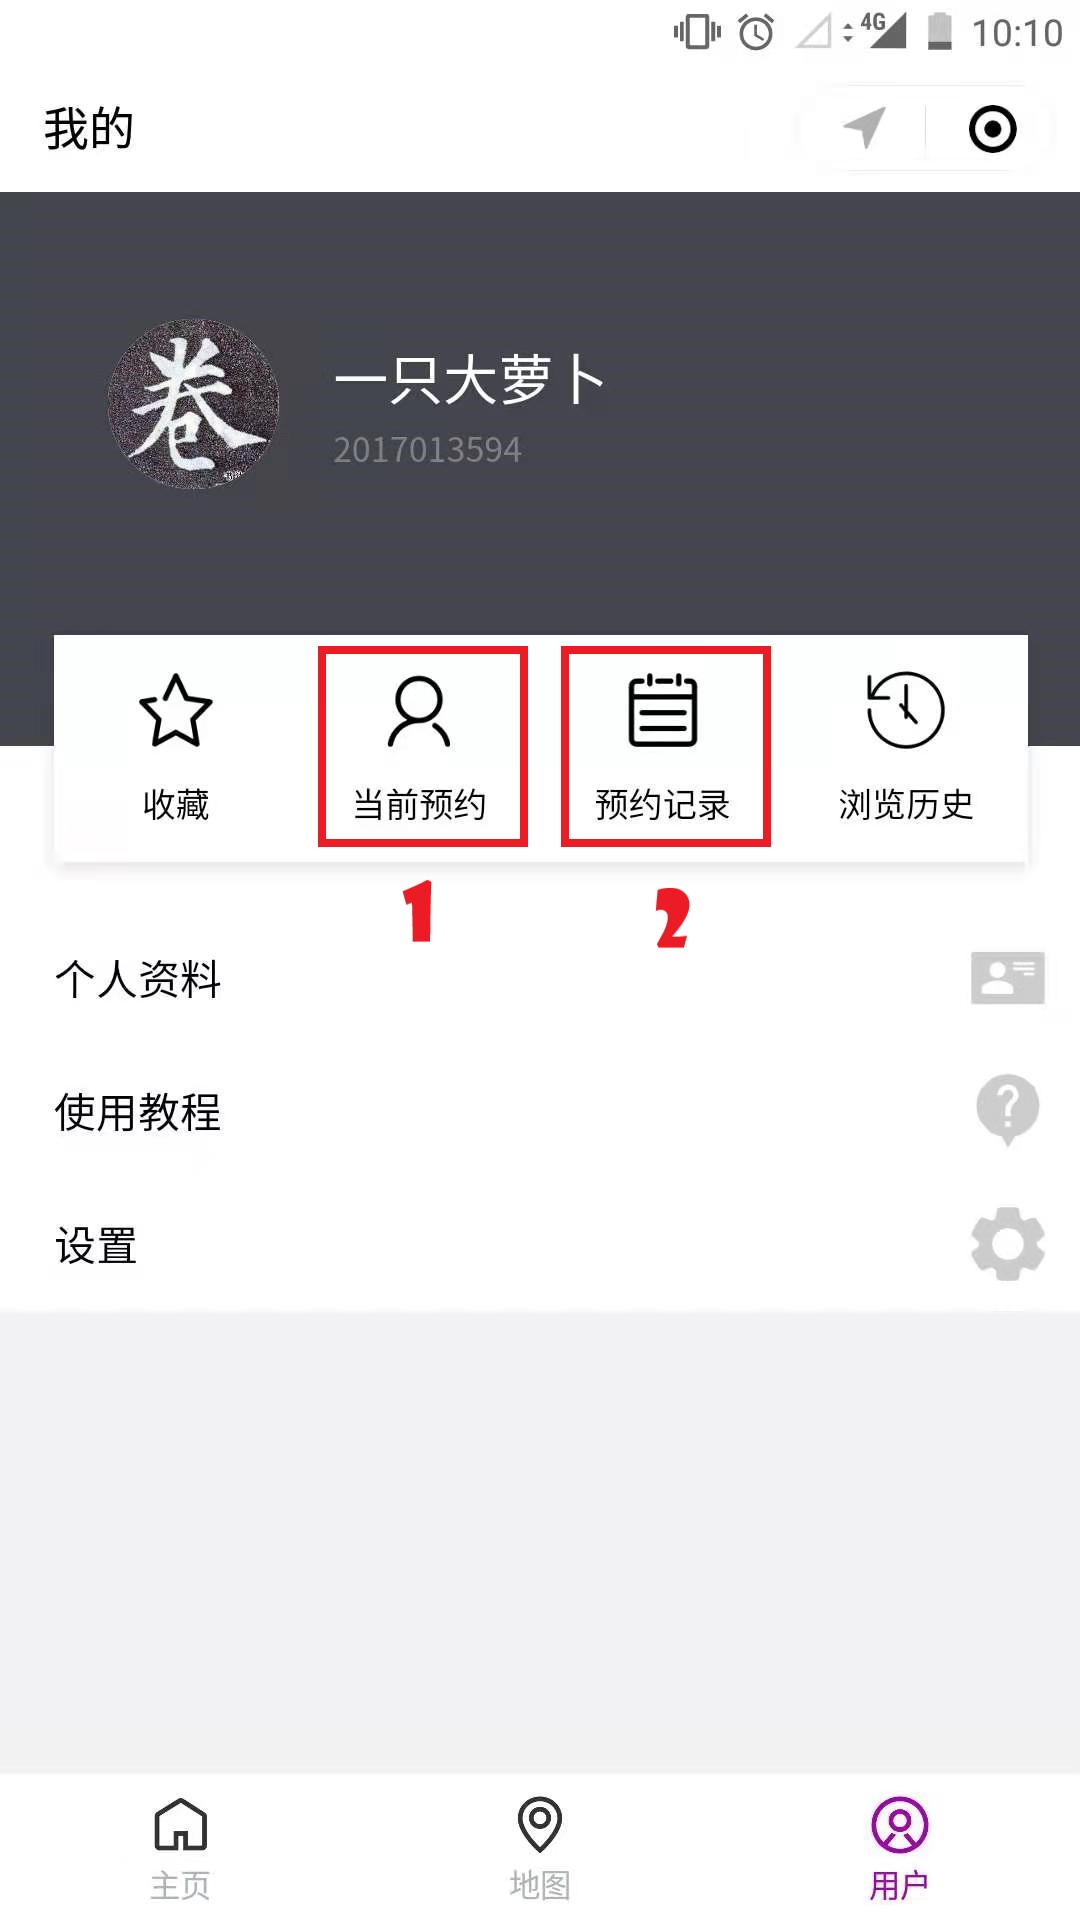 4G 10:10
我的
卷
一只大萝卜
2017013594
收藏 当前预约 预约记录 浏览历史
1 2
个人资料
使用教程
设置
主页 地图 用户